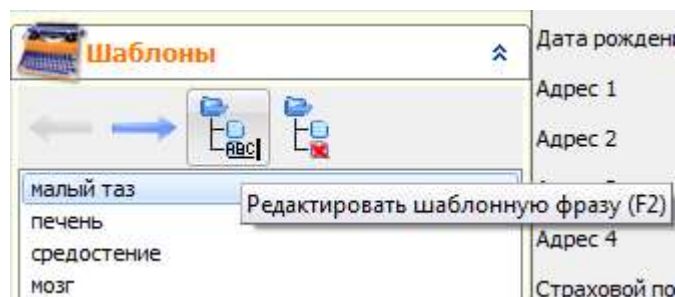 Шаблоны
ABC
малый таз
Редактировать шаблонную фразу (F2)
печень
средостение
мозг
Дата рождени
Адрес 1
Адрес 2
Адрес 4
Страховой по